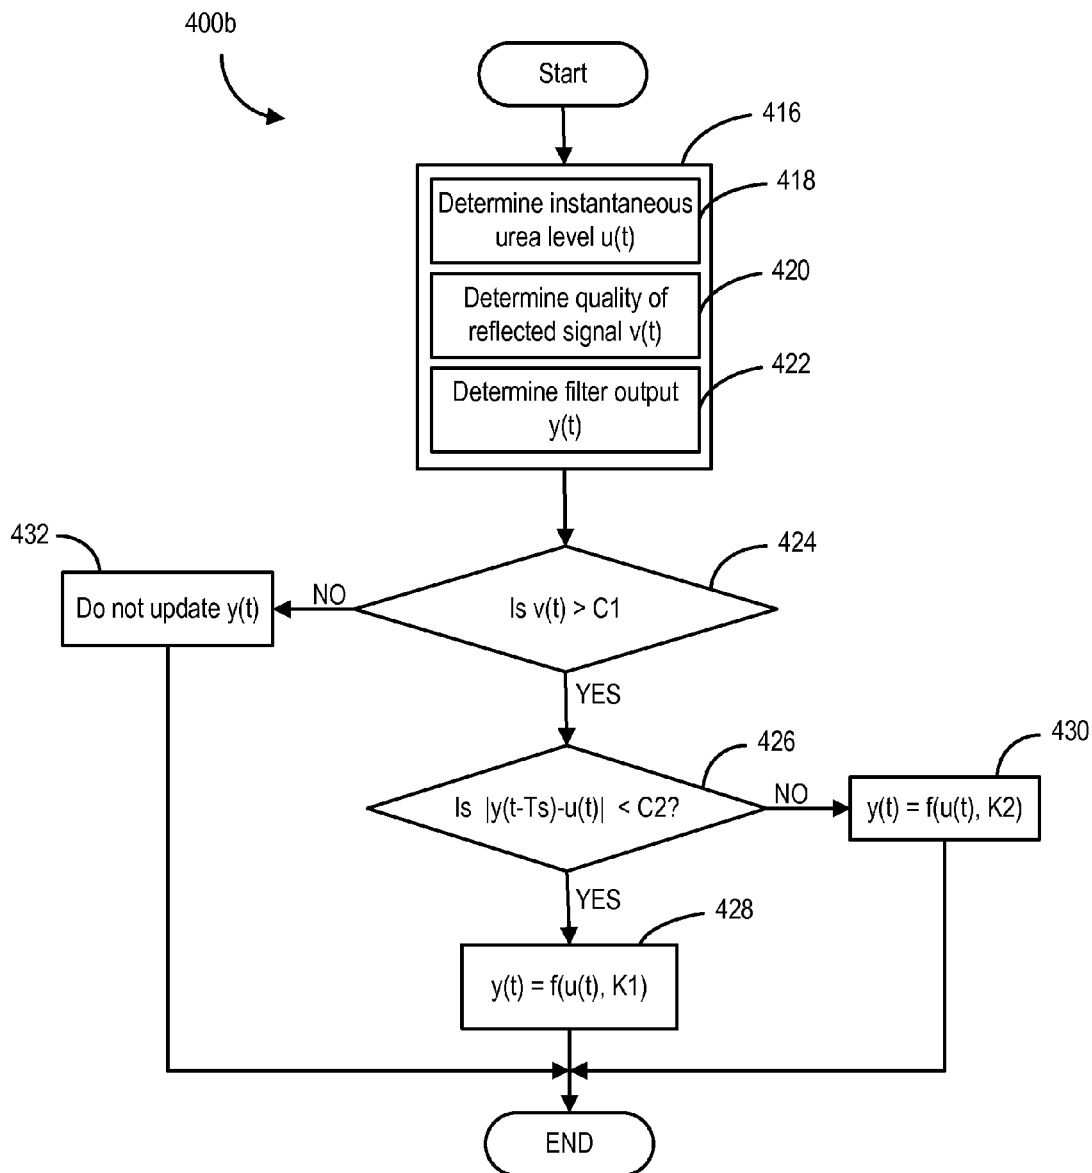 400b
Start
416
Determine instantaneous
urea level u(t)
418
Determine quality of
reflected signal v(t)
420
Determine filter output
y(t)
422
432
Do not update y(t)
NO
Is v(t) > C1
424
YES
Is |y(t-Ts)-u(t)| < C2?
426
NO
430
y(t) = f(u(t), K2)
YES
428
y(t) = f(u(t), K1)
END